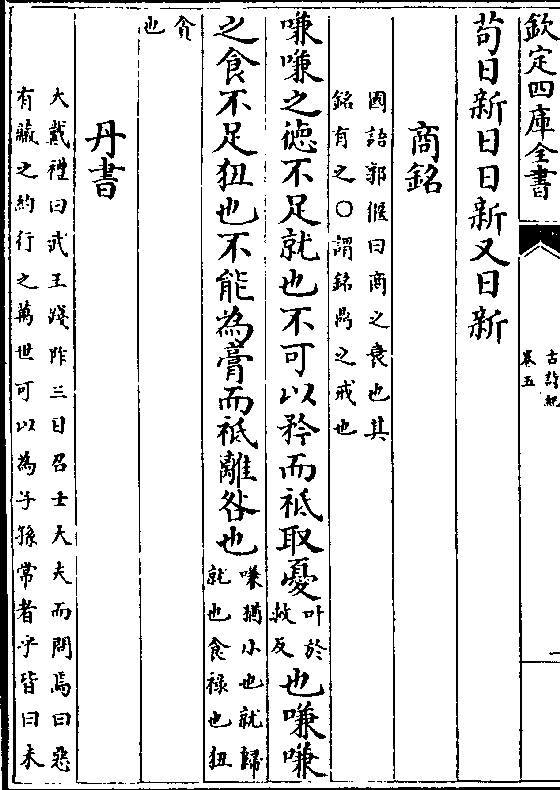 欽定四庫全書
古詩紀
卷五
苟日新日日新又日新
商銘
國語郭偃曰商之衰也其
銘有之○謂銘鼎之戒也
嗛嗛之德不足就也不可以矜而祗取憂叶於救反也嗛嗛
之食不足狃也不能為膏而祗離咎也嗛猶小也就歸
就也食祿也狃
貪
也
丹書
大戴禮曰武王踐阼三日召士大夫而問焉曰惡
有藏之約行之萬世可以為子孫常者乎皆曰未